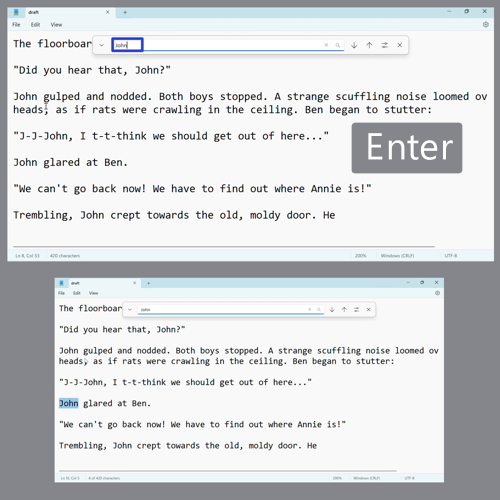 draft
File Edit View
John
The floorboar
"Did you hear that, John?"
John gulped and nodded. Both boys stopped. A strange scuffling noise loomed ov
heads, as if rats were crawling in the ceiling. Ben began to stutter:
"J-J-John, I t-t-think we should get out of here..."
Enter
John glared at Ben.
"We can't go back now! We have to find out where Annie is!"
Trembling, John crept towards the old, moldy door. He
Ln 8, Col 53 420 characters 200% Windows (CRLF) UTF-8
draft
File Edit View
John
The floorboar
"Did you hear that, John?"
John gulped and nodded. Both boys stopped. A strange scuffling noise loomed ov
heads, as if rats were crawling in the ceiling. Ben began to stutter:
"J-J-John, I t-t-think we should get out of here..."
John glared at Ben.
"We can't go back now! We have to find out where Annie is!"
Trembling, John crept towards the old, moldy door. He
4 of 420 characters 200% Windows (CRLF) UTF-8